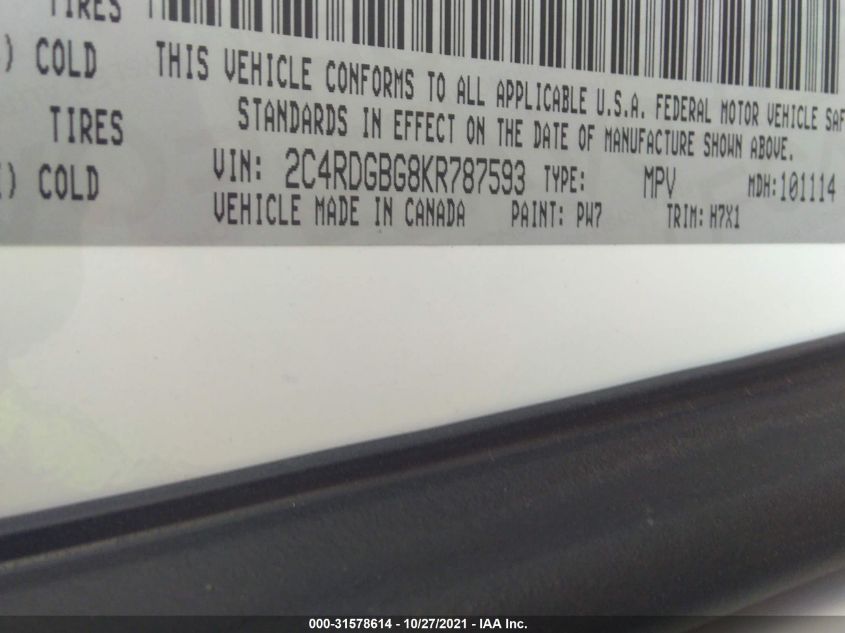 TIRES
) COLD
THIS VEHICLE CONFORMS TO ALL APPLICABLE U.S.A. FEDERAL MOTOR VEHICLE SAF
TIRES
STANDARDS IN EFFECT ON THE DATE OF MANUFACTURE SHOWN ABOVE.
) COLD
VIN: 2C4RDGBG8KR787593 TYPE: MPV MDH:101114
VEHICLE MADE IN CANADA PAINT: PW7 TRIM: H7X1
000-31578614 - 10/27/2021 - IAA Inc.